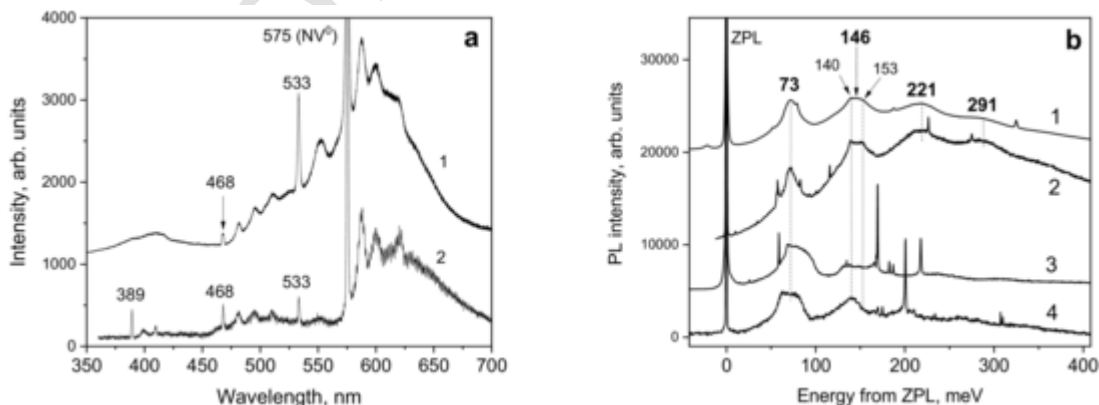 4000
3000
2000
1000
0
Intensity, arb. units
575 (NV⁰)
a
533
468
1
389
468
533
2
350 400 450 500 550 600 650 700
Wavelength, nm
30000
20000
10000
0
PL intensity, arb. units
ZPL
b
146
140
153
73
221
291
1
2
3
4
0 100 200 300 400
Energy from ZPL, meV